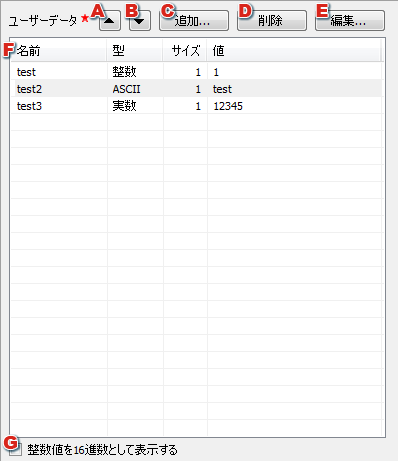 ユーザーデータ ★ A ▲ B ▼ C 追加... D 削除 E 編集...
F 名前 型 サイズ 値
test 整数 1 1
test2 ASCII 1 test
test3 実数 1 12345
G 整数値を16進数として表示する